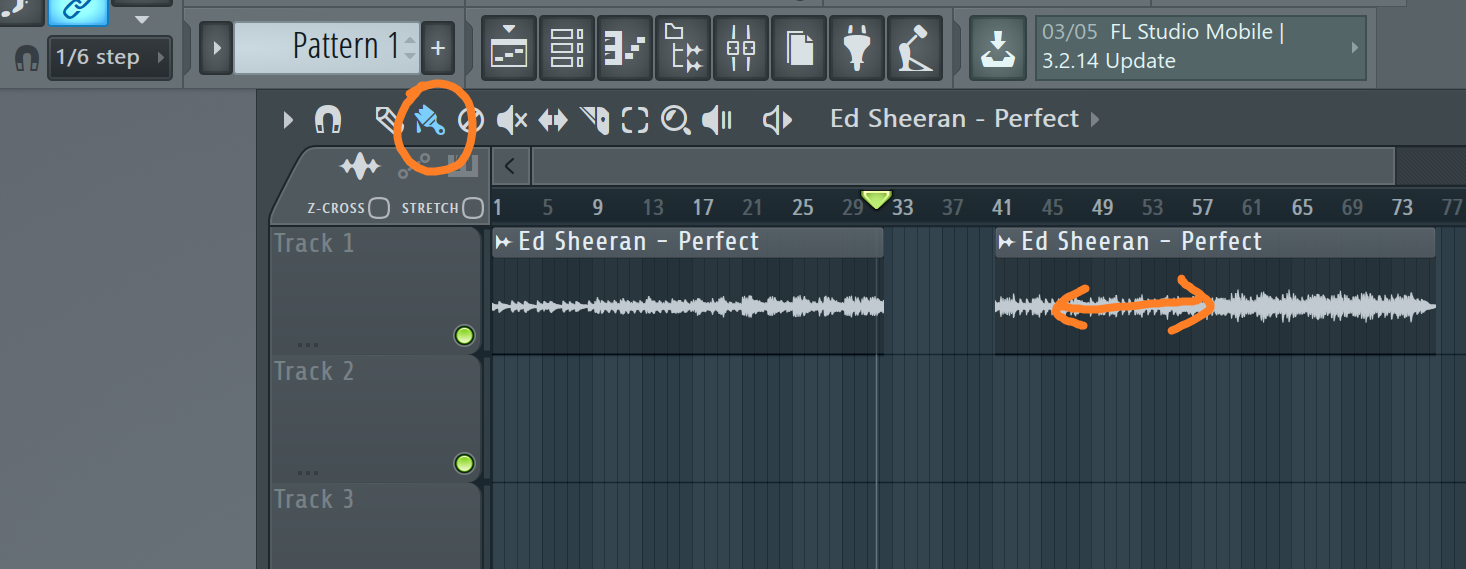 1/6 step
Pattern 1
+
03/05 FL Studio Mobile |
3.2.14 Update
Ed Sheeran - Perfect
Z-CROSS STRETCH
1 5 9 13 17 21 25 29 33 37 41 45 49 53 57 61 65 69 73 77
Track 1
Ed Sheeran - Perfect
Ed Sheeran - Perfect
...
Track 2
...
Track 3